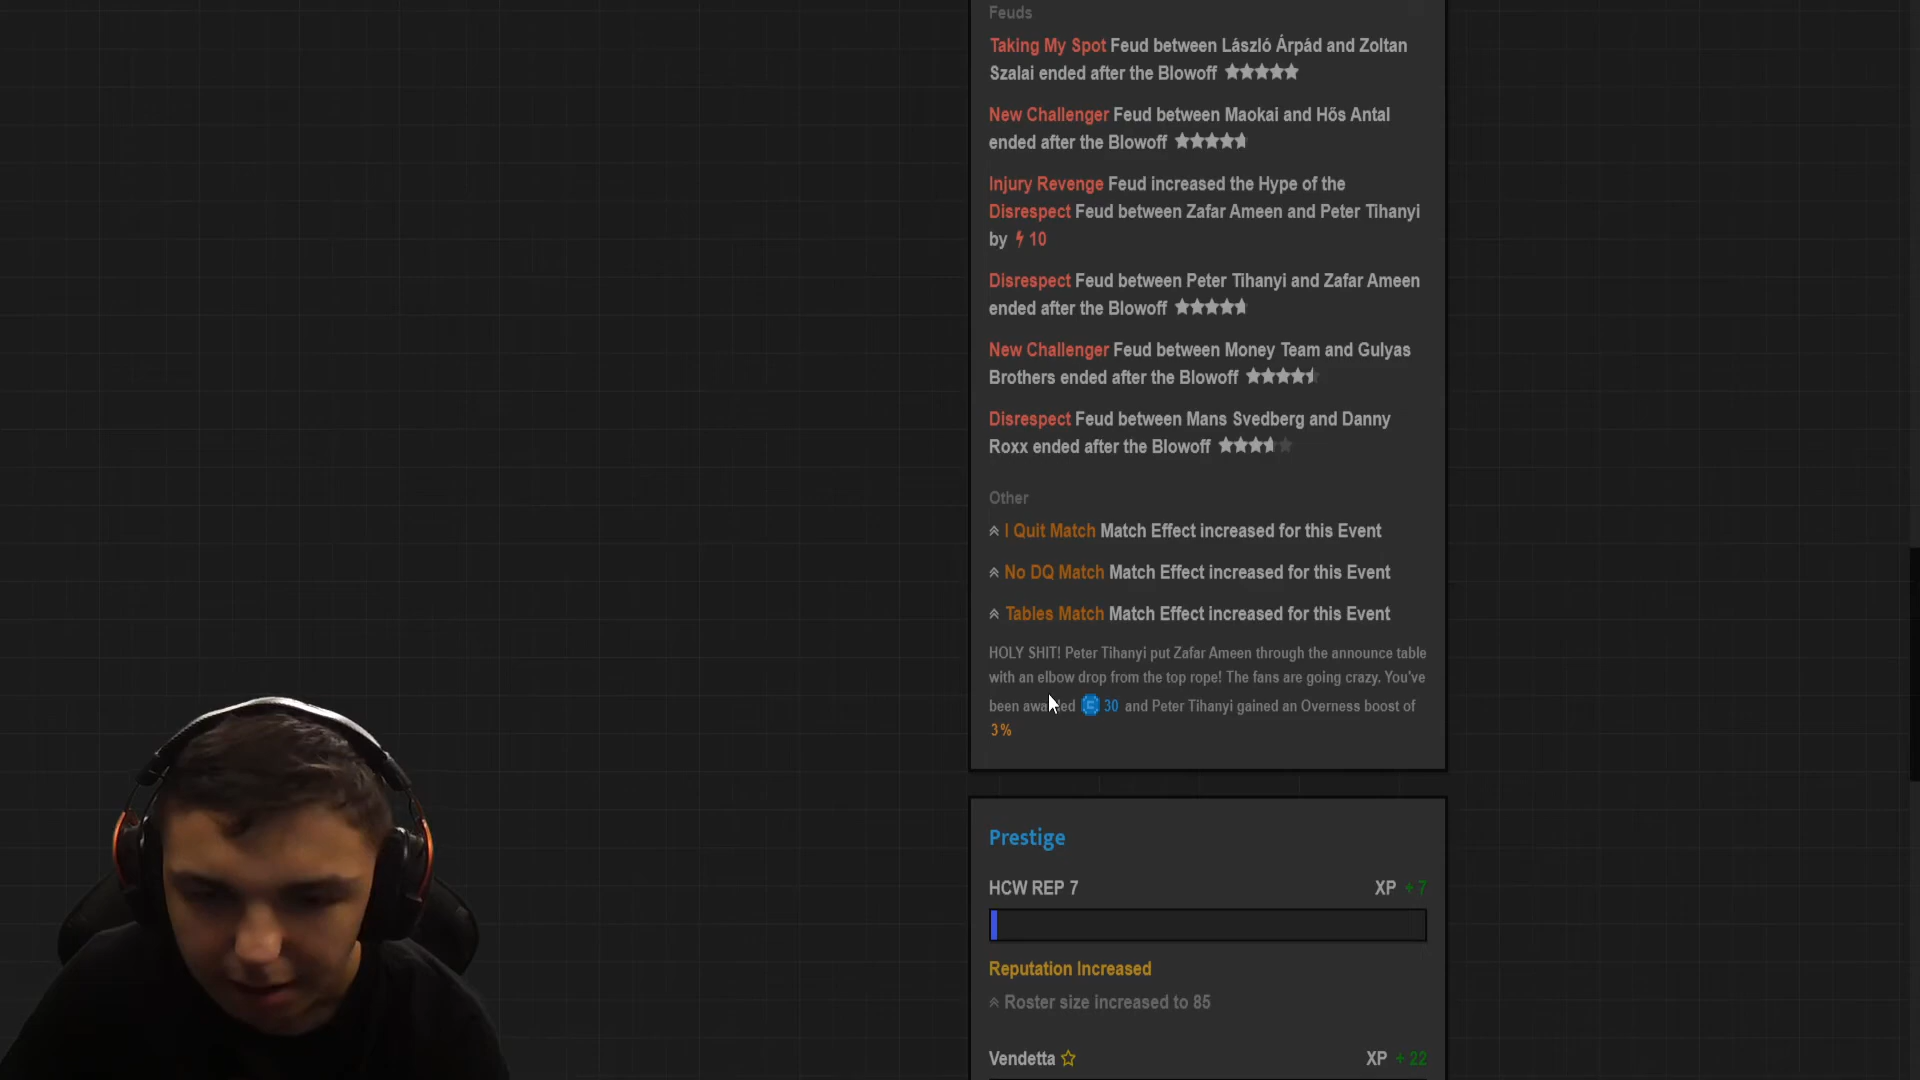 Feuds
Taking My Spot Feud between László Árpád and Zoltan
Szalai ended after the Blowoff
New Challenger Feud between Maokai and Hős Antal
ended after the Blowoff
Injury Revenge Feud increased the Hype of the
Disrespect Feud between Zafar Ameen and Peter Tihanyi
by 10
Disrespect Feud between Peter Tihanyi and Zafar Ameen
ended after the Blowoff
New Challenger Feud between Money Team and Gulyas
Brothers ended after the Blowoff
Disrespect Feud between Mans Svedberg and Danny
Roxx ended after the Blowoff
Other
I Quit Match Match Effect increased for this Event
No DQ Match Match Effect increased for this Event
Tables Match Match Effect increased for this Event
HOLY SHIT! Peter Tihanyi put Zafar Ameen through the announce table
with an elbow drop from the top rope! The fans are going crazy. You've
been awarded 30 and Peter Tihanyi gained an Overness boost of
3%
Prestige
HCW REP 7 XP + 7
Reputation Increased
Roster size increased to 85
Vendetta XP + 22